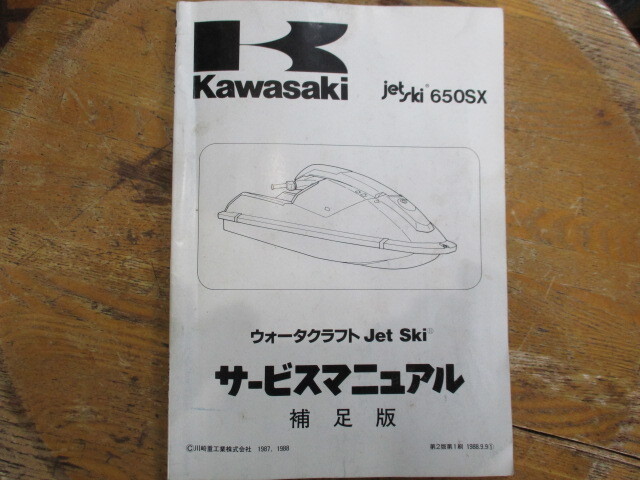 Kawasaki
jet ski® 650SX
ウォータクラフト Jet Ski®
サービスマニュアル
補足版
©川崎重工業株式会社 1987, 1988
第2版第1刷 1988.9.9①